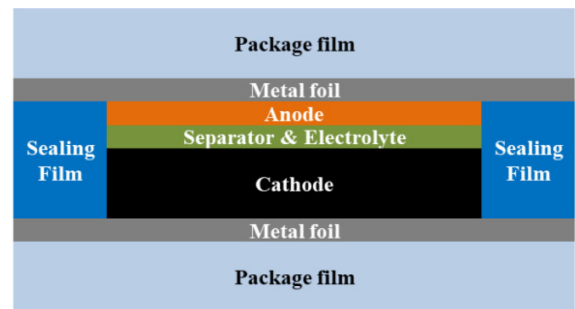 Package film
Metal foil
Anode
Separator & Electrolyte
Sealing
Film
Cathode
Sealing
Film
Metal foil
Package film